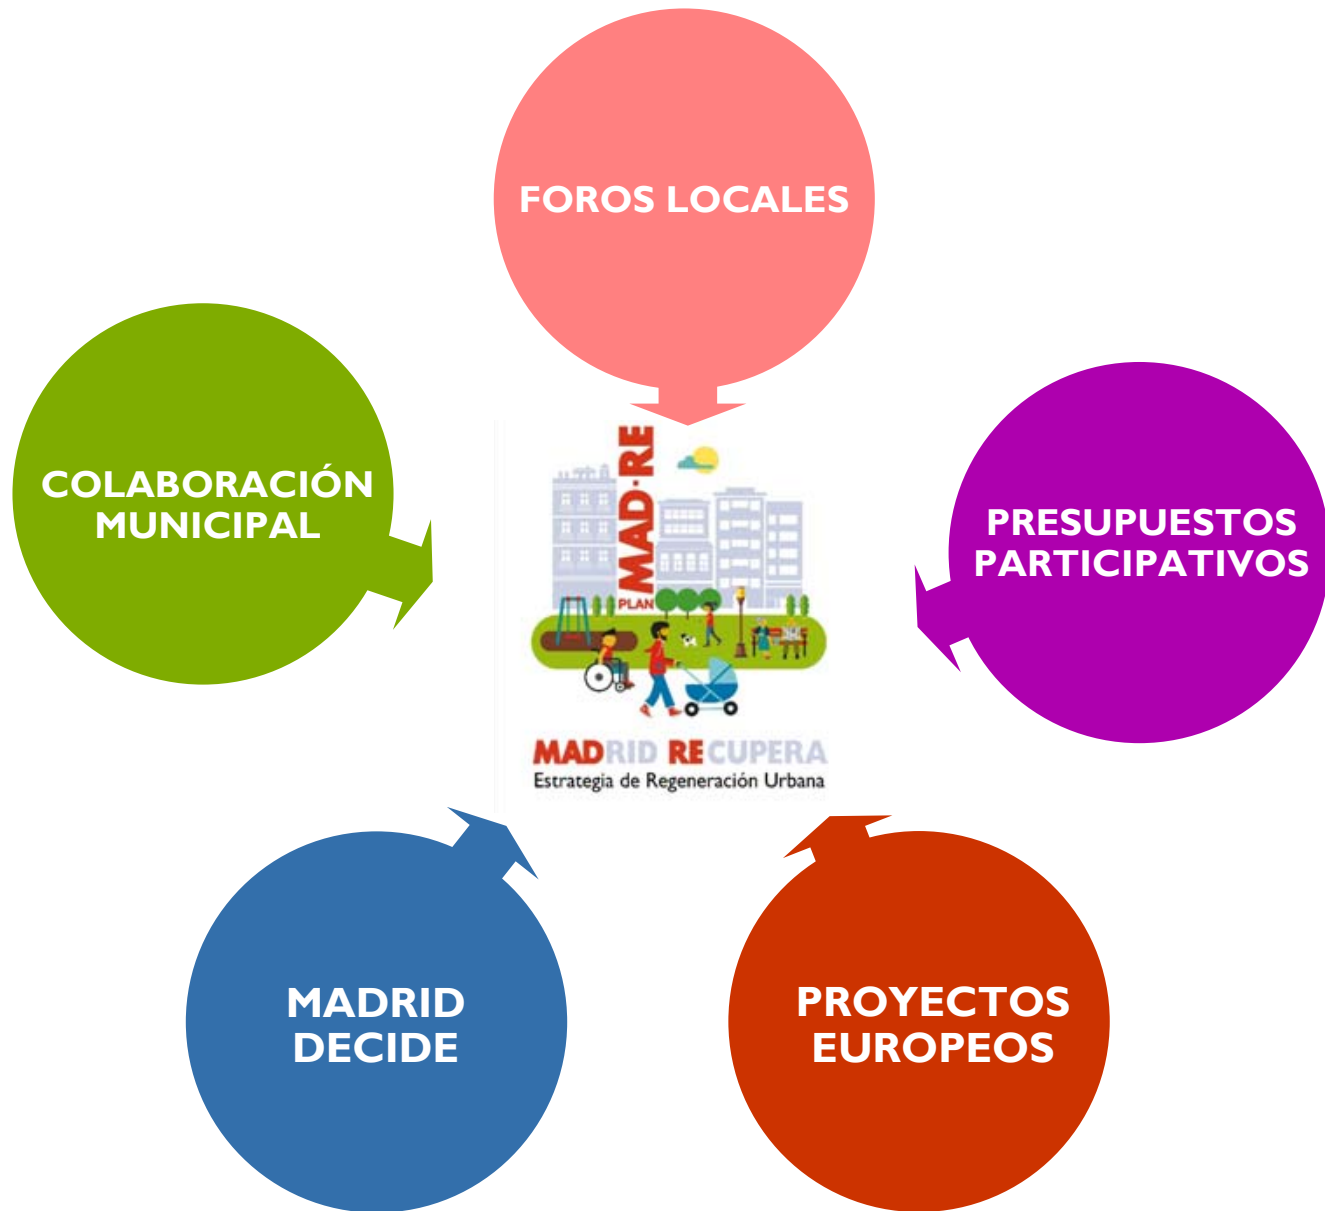 FOROS LOCALES
COLABORACIÓN
MUNICIPAL
PRESUPUESTOS
PARTICIPATIVOS
PLAN MAD·RE
MADRID RECUPERA
Estrategia de Regeneración Urbana
MADRID
DECIDE
PROYECTOS
EUROPEOS